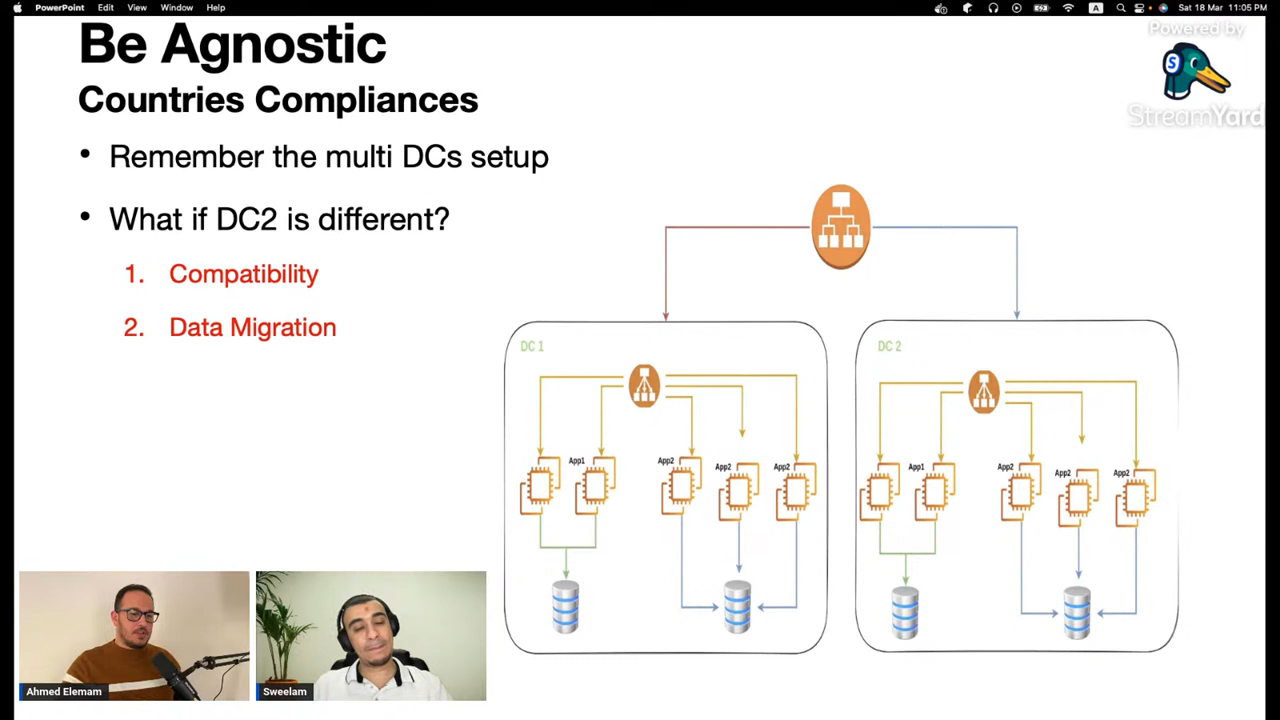 PowerPoint File Edit View Window Help
A Sat 18 Mar 11:05 PM
Be Agnostic
Powered by
S
StreamYard
Countries Compliances
• Remember the multi DCs setup
• What if DC2 is different?
1. Compatibility
2. Data Migration
DC 1
DC 2
App1
App2
App2
App2
App1
App2
App2
App2
Ahmed Elemam
Sweelam